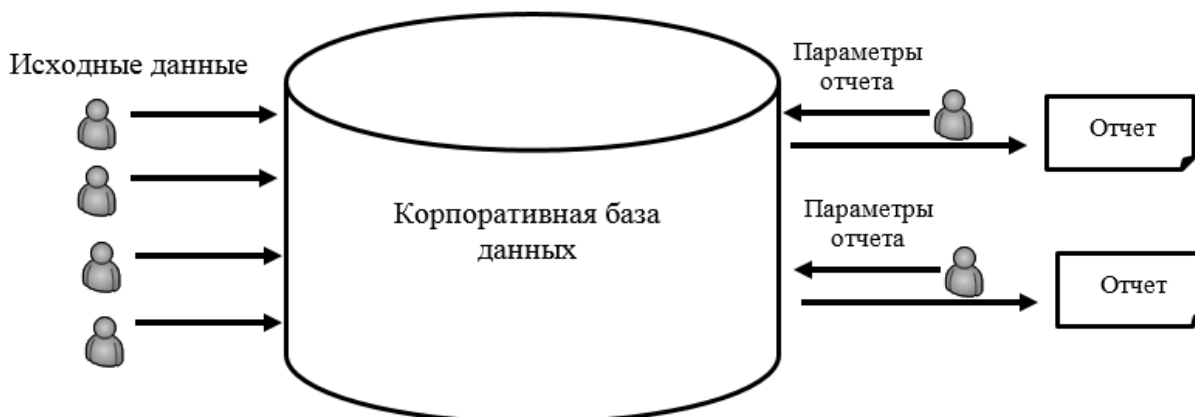 Исходные данные
Параметры
отчета
Отчет
Корпоративная база
данных
Параметры
отчета
Отчет